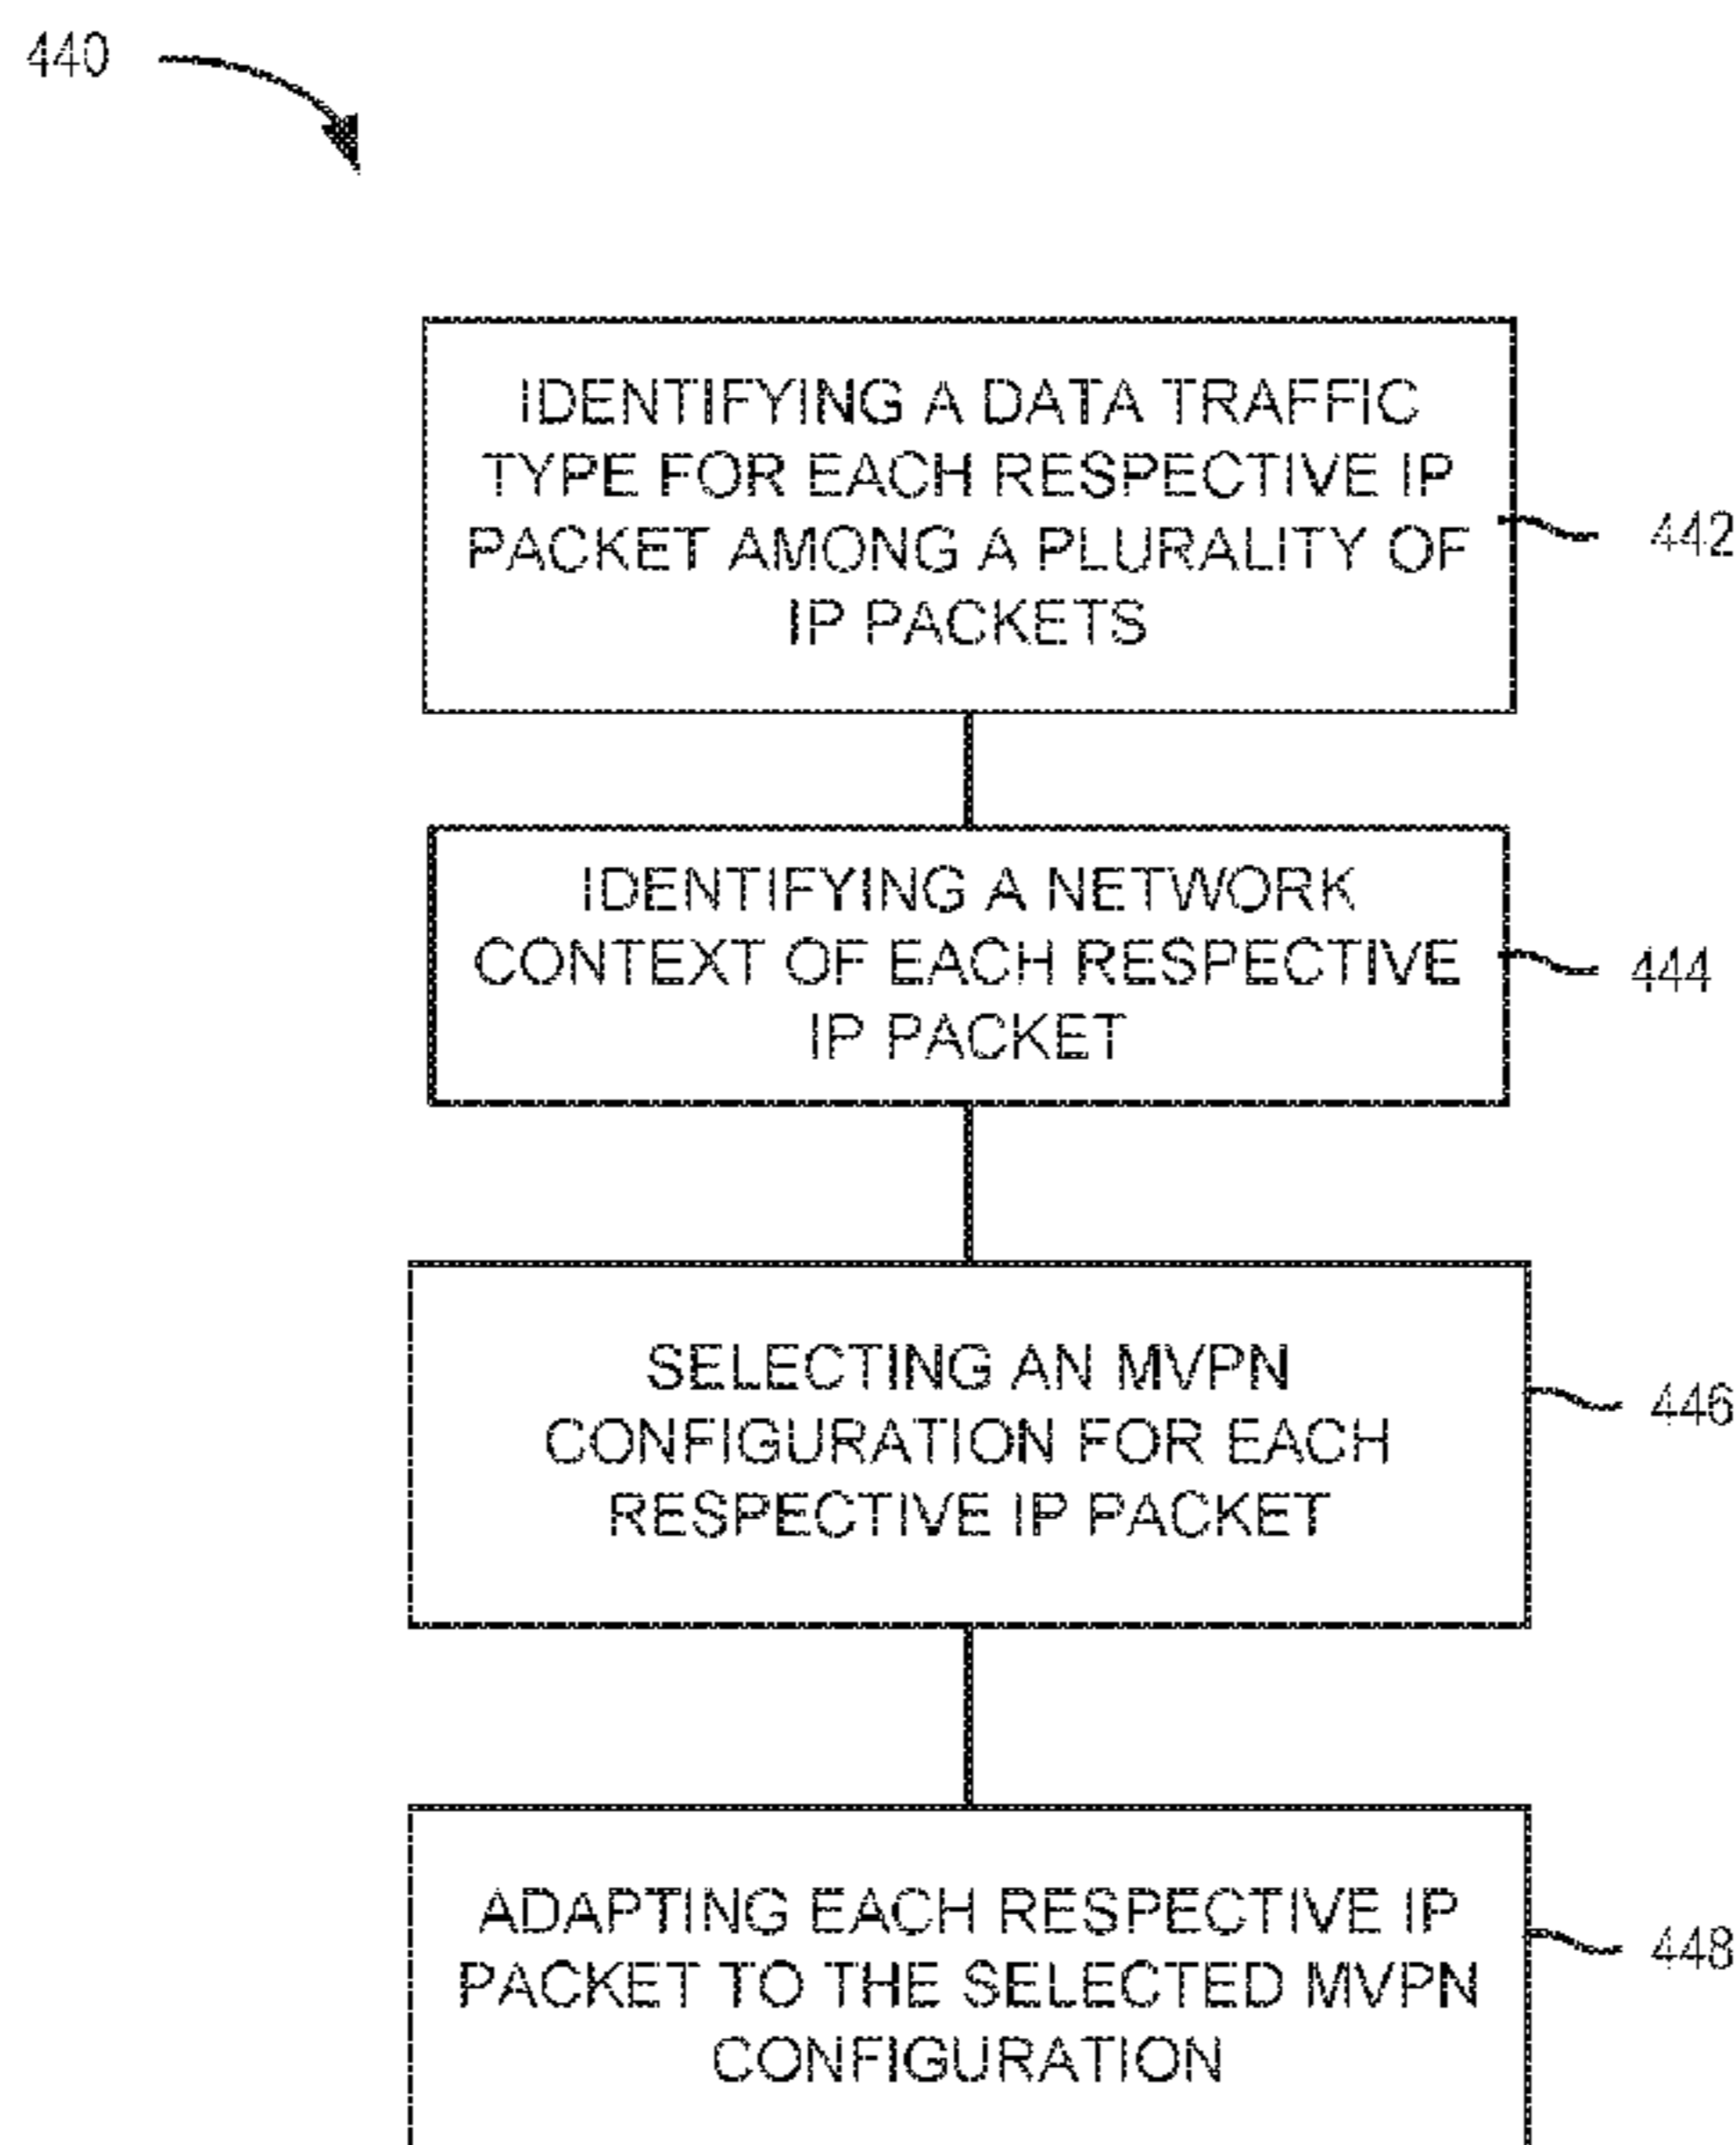 440
IDENTIFYING A DATA TRAFFIC
TYPE FOR EACH RESPECTIVE IP
PACKET AMONG A PLURALITY OF
IP PACKETS
442
IDENTIFYING A NETWORK
CONTEXT OF EACH RESPECTIVE
IP PACKET
444
SELECTING AN MVPN
CONFIGURATION FOR EACH
RESPECTIVE IP PACKET
446
ADAPTING EACH RESPECTIVE IP
PACKET TO THE SELECTED MVPN
CONFIGURATION
448